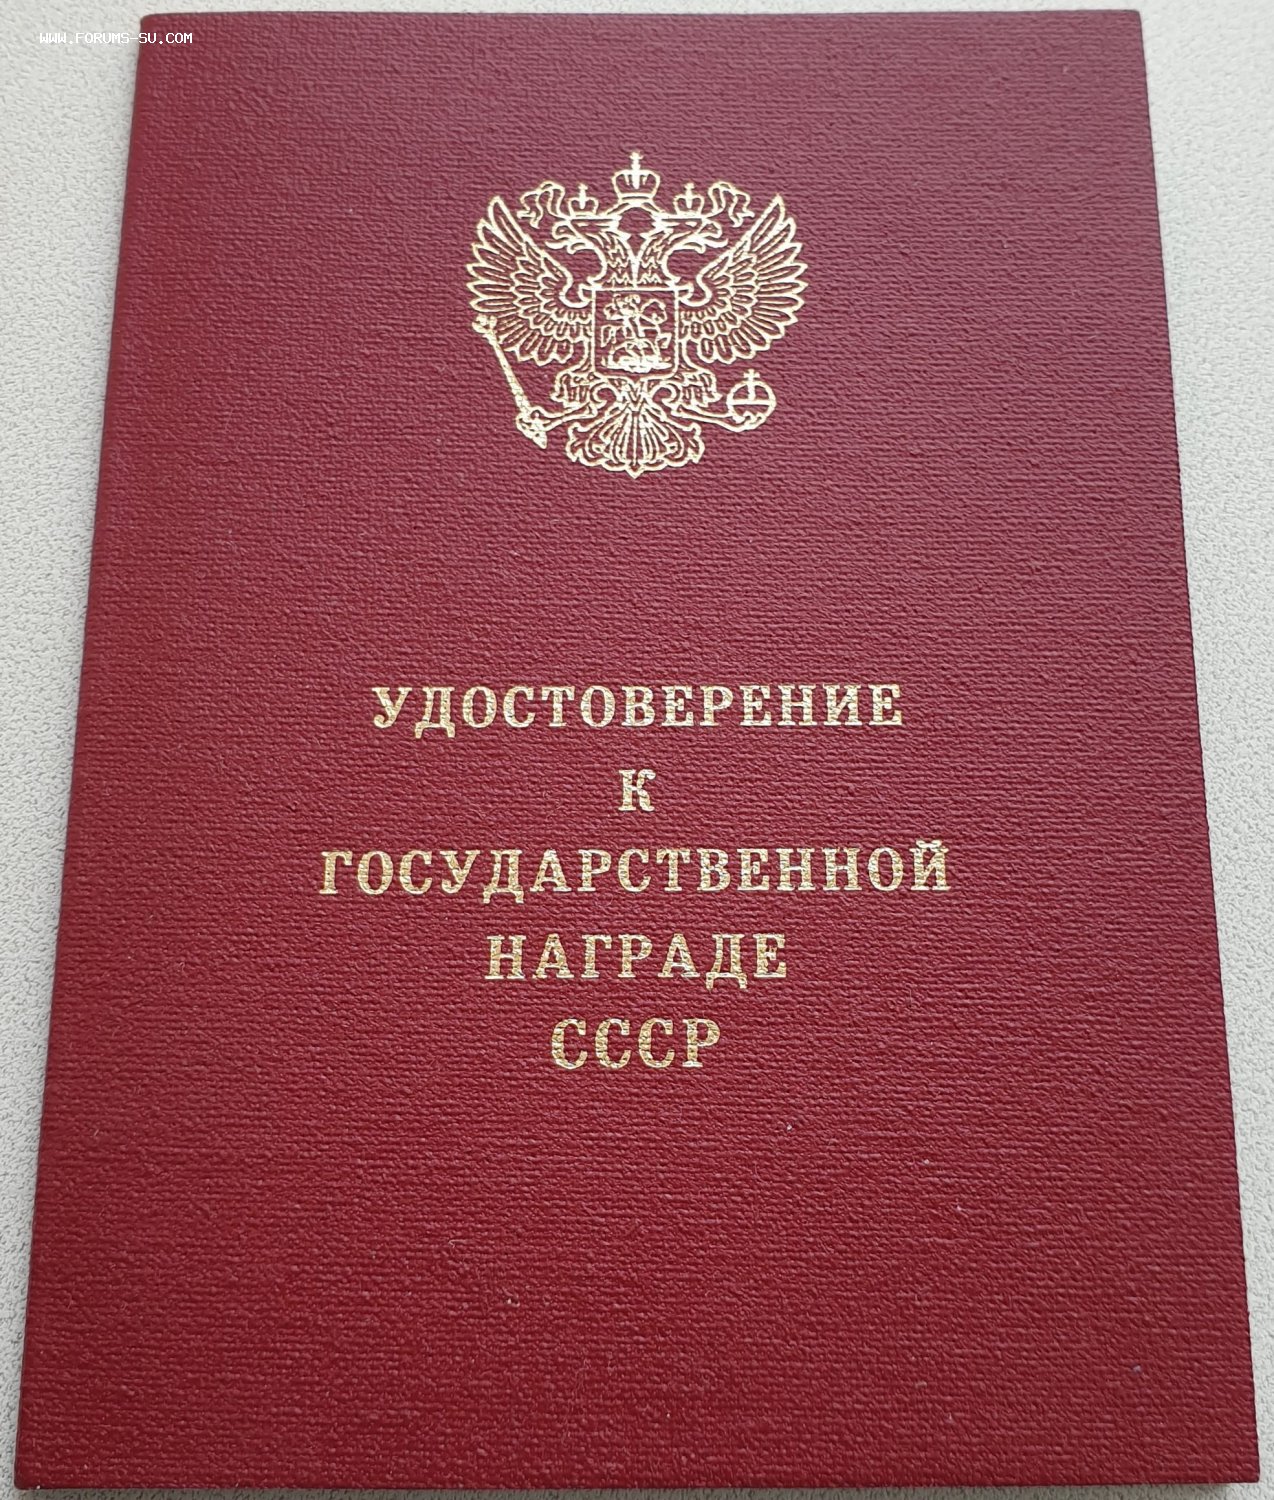 WWW.FORUMS-SU.COM
УДОСТОВЕРЕНИЕ
К
ГОСУДАРСТВЕННОЙ
НАГРАДЕ
СССР